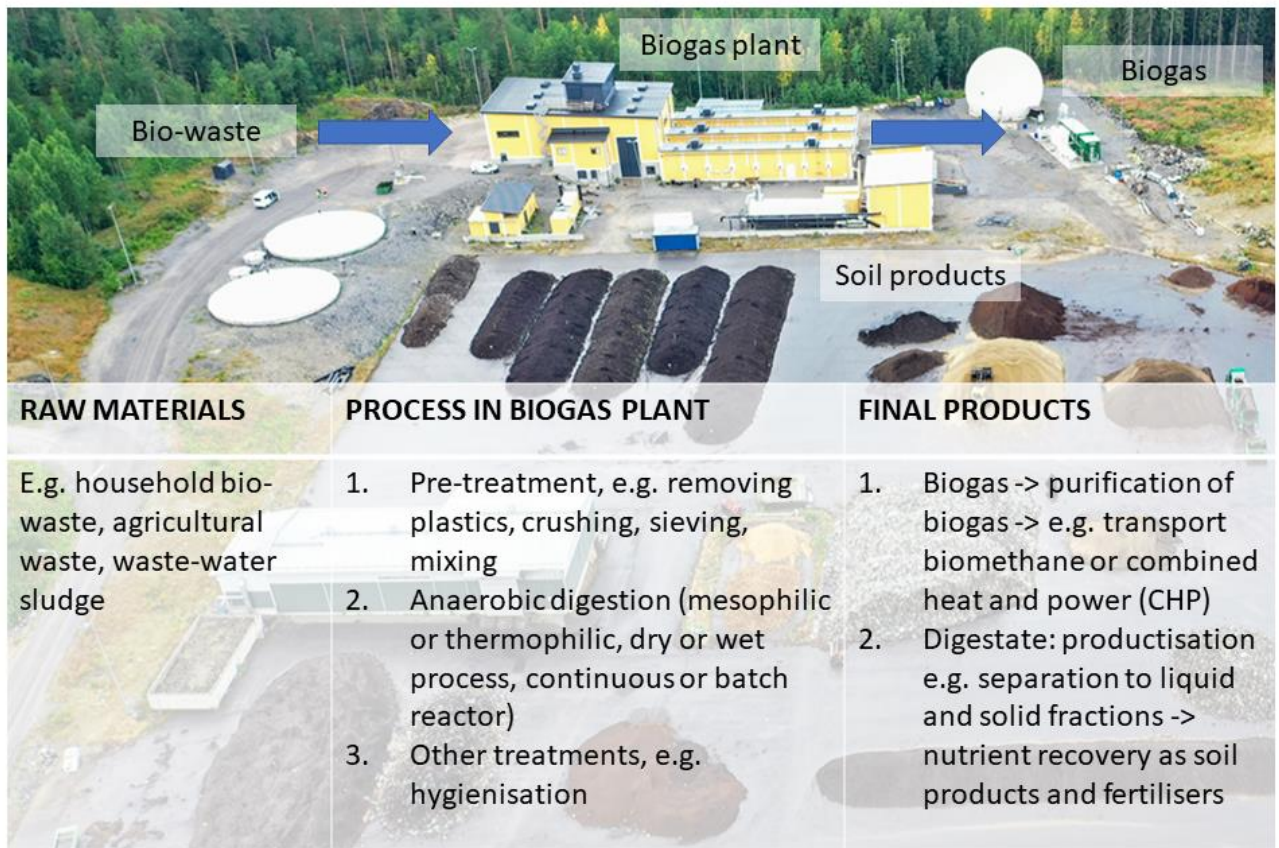 Biogas plant
Biogas
Bio-waste
Soil products
RAW MATERIALS
PROCESS IN BIOGAS PLANT
FINAL PRODUCTS
E.g. household bio-
waste, agricultural
waste, waste-water
sludge
1. Pre-treatment, e.g. removing
plastics, crushing, sieving,
mixing
2. Anaerobic digestion (mesophilic
or thermophilic, dry or wet
process, continuous or batch
reactor)
3. Other treatments, e.g.
hygienisation
1. Biogas -> purification of
biogas -> e.g. transport
biomethane or combined
heat and power (CHP)
2. Digestate: productisation
e.g. separation to liquid
and solid fractions ->
nutrient recovery as soil
products and fertilisers